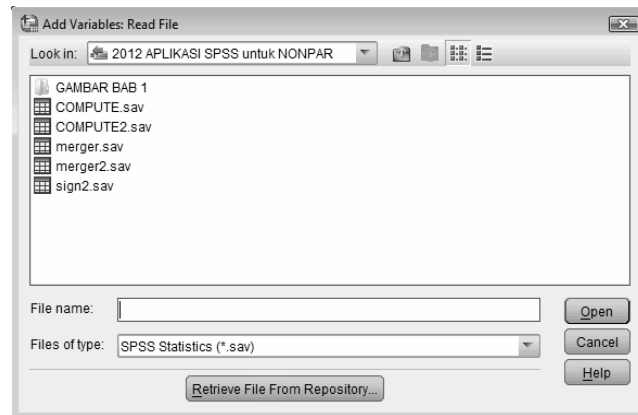 Add Variables: Read File
Look in: 2012 APLIKASI SPSS untuk NONPAR
GAMBAR BAB 1
COMPUTE.sav
COMPUTE2.sav
merger.sav
merger2.sav
sign2.sav
File name:
Open
Files of type: SPSS Statistics (*.sav)
Cancel
Help
Retrieve File From Repository...